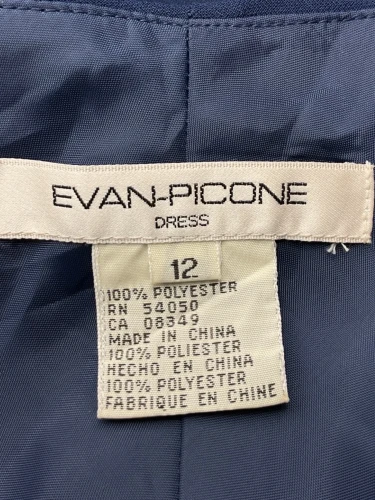 EVAN-PICONE
DRESS
12
100% POLYESTER
RN 54050
CA 08349
MADE IN CHINA
100% POLIESTER
HECHO EN CHINA
100% POLYESTER
FABRIQUE EN CHINE